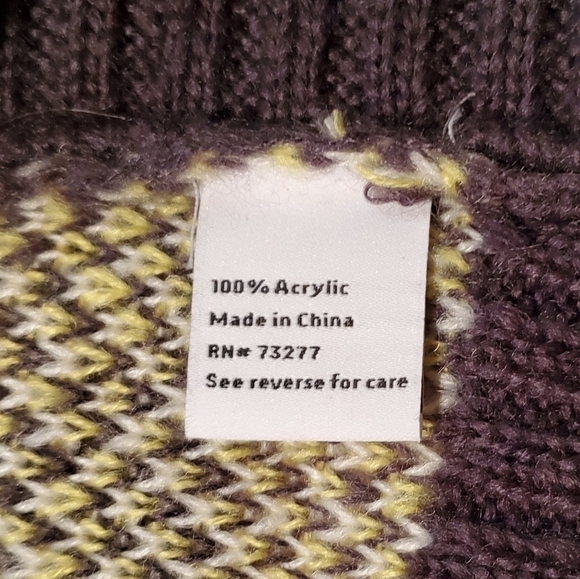 100% Acrylic
Made in China
RN# 73277
See reverse for care